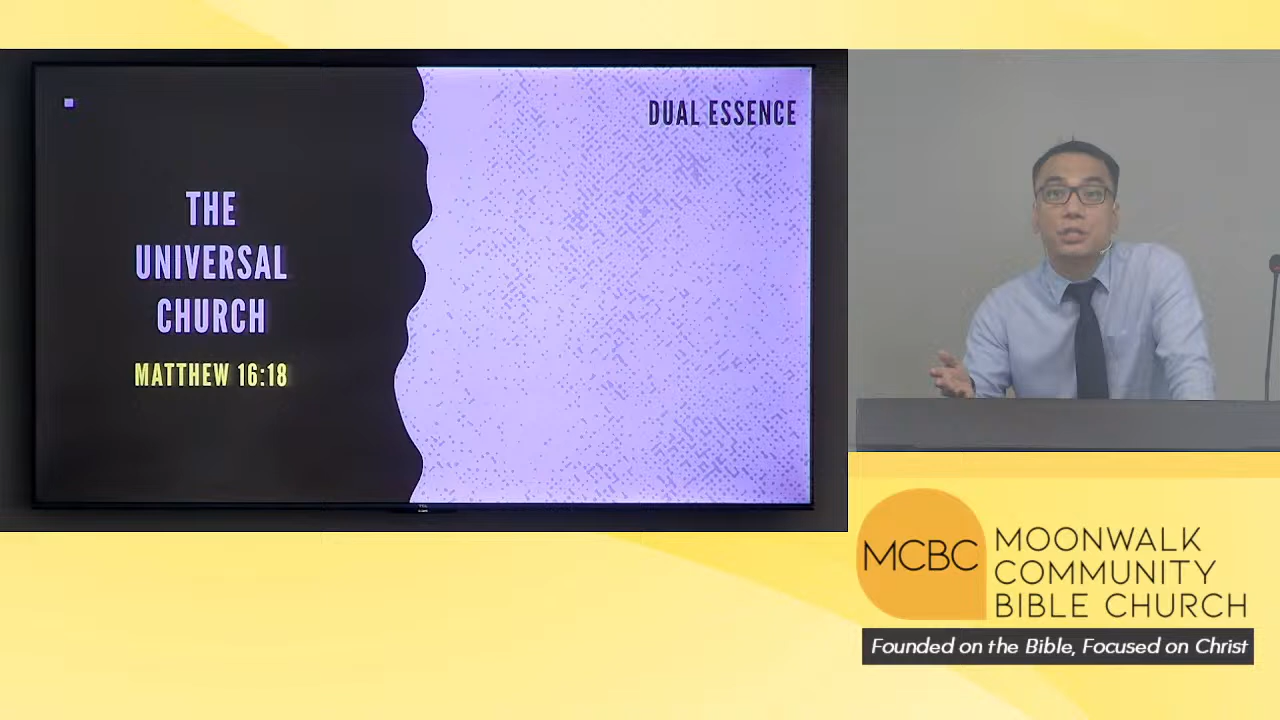 DUAL ESSENCE
THE
UNIVERSAL
CHURCH
MATTHEW 16:18
MCBC
MOONWALK
COMMUNITY
BIBLE CHURCH
Founded on the Bible, Focused on Christ